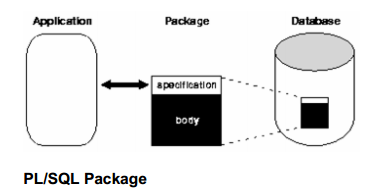 Application Package Database
specification
body
PL/SQL Package